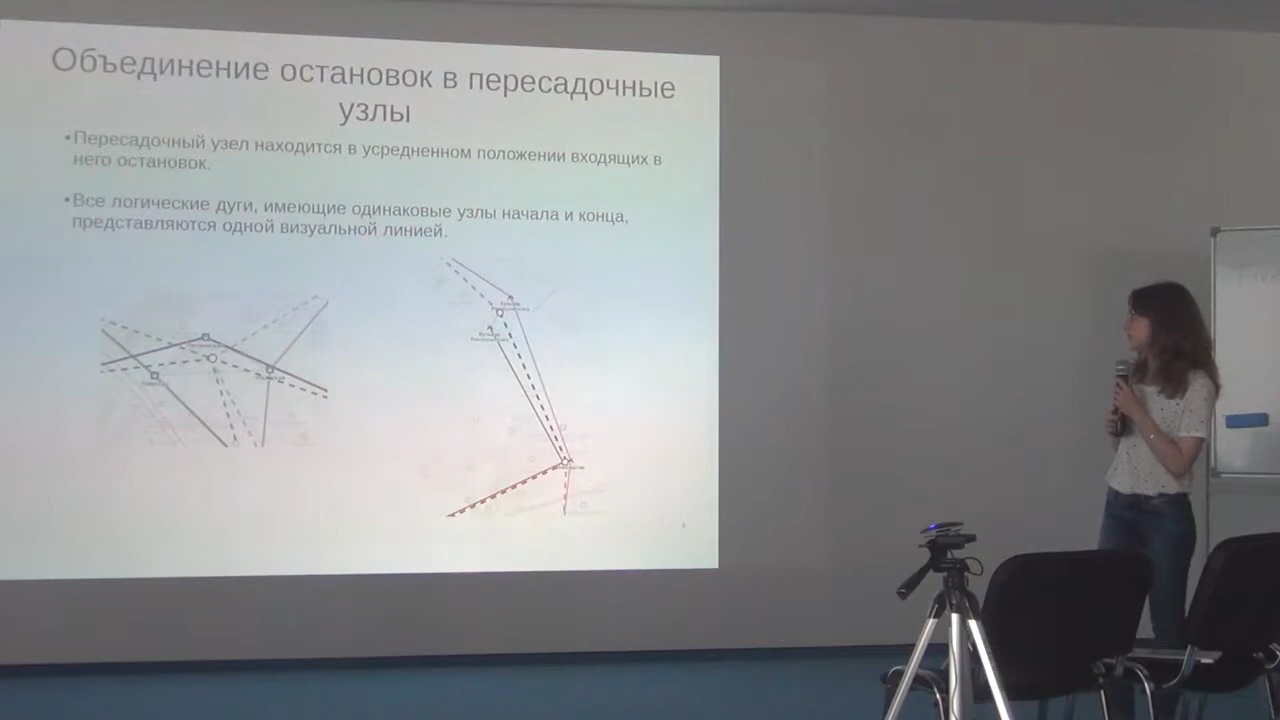 Объединение остановок в пересадочные
узлы
•Пересадочный узел находится в усредненном положении входящих в
него остановок.
•Все логические дуги, имеющие одинаковые узлы начала и конца,
представляются одной визуальной линией.